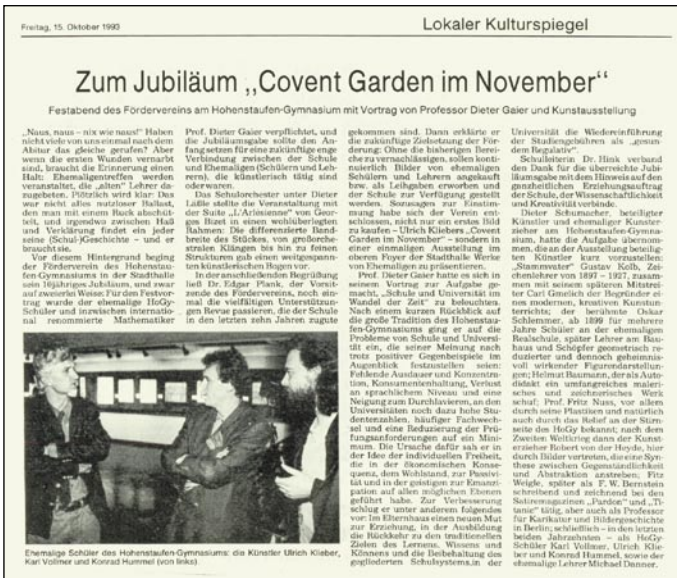 Freitag, 15. Oktober 1993
Lokaler Kulturspiegel
Zum Jubiläum „Covent Garden im November“
Festabend des Fördervereins am Hohenstaufen-Gymnasium mit Vortrag von Professor Dieter Gaier und Kunstausstellung
„Naus, naus – nix wie naus!“ Haben
nicht viele von uns einmal nach dem
Abitur das gleiche gerufen? Aber
wenn die ersten Wunden vernarbt
sind, braucht die Erinnerung einen
Halt: Ehemaligentreffen werden
veranstaltet, die „alten“ Lehrer da-
zugebeten. Plötzlich wird klar: Das
war nicht alles nutzloser Ballast,
den man mit einem Ruck abschüt-
telt, und irgendwo zwischen Haß
und Verklärung findet ein jeder
seine (Schul-)Geschichte – und er
braucht sie.
Vor diesem Hintergrund beging
der Förderverein des Hohenstau-
fen-Gymnasiums in der Stadthalle
sein 10jähriges Jubiläum, und zwar
auf zweierlei Weise: Für den Festvor-
trag wurde der ehemalige HoGy-
Schüler und inzwischen internatio-
nal renommierte Mathematiker
Prof. Dieter Gaier verpflichtet, und
die Jubiläumsgabe sollte den An-
fang setzen für eine zukünftige enge
Verbindung zwischen der Schule
und Ehemaligen (Schülern und Leh-
rern), die künstlerisch tätig sind
oder waren.
Das Schulorchester unter Dieter
Läßle stellte die Veranstaltung mit
der Suite „L'Arlésienne“ von Geor-
ges Bizet in einen wohlüberlegten
Rahmen: Die differenzierte Band-
breite des Stückes, von großorche-
stralen Klängen bis hin zu feinen
Strukturen gab einen weitgespann-
ten künstlerischen Bogen vor.
In der anschließenden Begrüßung
ließ Dr. Edgar Plank, der Vorsit-
zende des Fördervereins, noch ein-
mal die vielfältigen Unterstützun-
gen Revue passieren, die der Schule
in den letzten zehn Jahren zugute
gekommen sind. Dann erklärte er
die zukünftige Zielsetzung der För-
derung: Ohne die bisherigen Berei-
che zu vernachlässigen, sollen konti-
nuierlich Bilder von ehemaligen
Schülern und Lehrern angekauft
bzw. als Leihgaben erworben und
der Schule zur Verfügung gestellt
werden. Sozusagen zur Einstim-
mung habe sich der Verein ent-
schlossen, nicht nur ein erstes Bild
zu kaufen – Ulrich Kliebers „Covent
Garden im November“ – sondern in
einer einmaligen Ausstellung im
oberen Foyer der Stadthalle Werke
von Ehemaligen zu präsentieren.
Prof. Dieter Gaier hatte es sich in
seinem Vortrag zur Aufgabe ge-
macht, „Schule und Universität im
Wandel der Zeit“ zu beleuchten.
Nach einem kurzen Rückblick auf
die große Tradition des Hohenstau-
fen-Gymnasiums ging er auf die
Probleme von Schule und Universi-
tät ein, die seiner Meinung nach
trotz positiver Gegenbeispiele im
Augenblick festzustellen seien:
Fehlende Ausdauer und Konzentra-
tion, Konsumentenhaltung, Verlust
an sprachlichem Niveau und eine
Neigung zum Durchlavieren, an den
Universitäten noch dazu hohe Stu-
dentenzahlen, häufiger Fachwech-
sel und eine Reduzierung der Prü-
fungsanforderungen auf ein Mini-
mum. Die Ursache dafür sah er in
der Idee der individuellen Freiheit,
die in der ökonomischen Konse-
quenz, dem Wohlstand, zur Passivi-
tät und in der geistigen zur Emanzi-
pation auf allen möglichen Ebenen
geführt habe. Zur Verbesserung
schlug er unter anderem folgendes
vor: Im Elternhaus einen neuen Mut
zur Erziehung, in der Ausbildung
die Rückkehr zu den traditionellen
Zielen des Lernens, Wissens und
Könnens und die Beibehaltung des
gegliederten Schulsystems, in der
Universität die Wiedereinführung
der Studiengebühren als „gesun-
dem Regulativ“.
Schulleiterin Dr. Hink verband
den Dank für die überreichte Jubi-
läumsgabe mit dem Hinweis auf den
ganzheitlichen Erziehungsauftrag
der Schule, der Wissenschaftlichkeit
und Kreativität verbinde.
Dieter Schumacher, beteiligter
Künstler und ehemaliger Kunster-
zieher am Hohenstaufen-Gymna-
sium, hatte die Aufgabe übernom-
men, die an der Ausstellung beteilig-
ten Künstler kurz vorzustellen:
„Stammvater“ Gustav Kolb, Zei-
chenlehrer von 1897 – 1927, zusam-
men mit seinem späteren Mitstrei-
ter Carl Gmelich der Begründer ei-
nes modernen, kreativen Kunstun-
terrichts; der berühmte Oskar
Schlemmer, ab 1899 für mehrere
Jahre Schüler an der ehemaligen
Realschule, später Lehrer am Bau-
haus und Schöpfer geometrisch re-
duzierter und dennoch geheimnis-
voll wirkender Figurendarstellun-
gen; Helmut Baumann, der als Auto-
didakt ein umfangreiches maleri-
sches und zeichnerisches Werk
schuf; Prof. Fritz Nuss, vor allem
durch seine Plastiken und natürlich
auch durch das Relief an der Stirn-
seite des HoGy bekannt; nach dem
Zweiten Weltkrieg dann der Kunst-
erzieher Robert von der Heyde, hier
durch Bilder vertreten, die eine Syn-
these zwischen Gegenständlichkeit
und Abstraktion anstreben; Fritz
Weigle, später als F. W. Bernstein
schreibend und zeichnend bei den
Satiremagazinen „Pardon“ und „Ti-
tanic“ tätig, aber auch als Professor
für Karikatur und Bildergeschichte
in Berlin; schließlich – in den letzten
beiden Jahrzehnten – als HoGy-
Schüler Karl Vollmer, Ulrich Klie-
ber und Konrad Hummel, sowie der
ehemalige Lehrer Michael Danner.
Ehemalige Schüler des Hohenstaufen-Gymnasiums: die Künstler Ulrich Klieber,
Karl Vollmer und Konrad Hummel (von links).